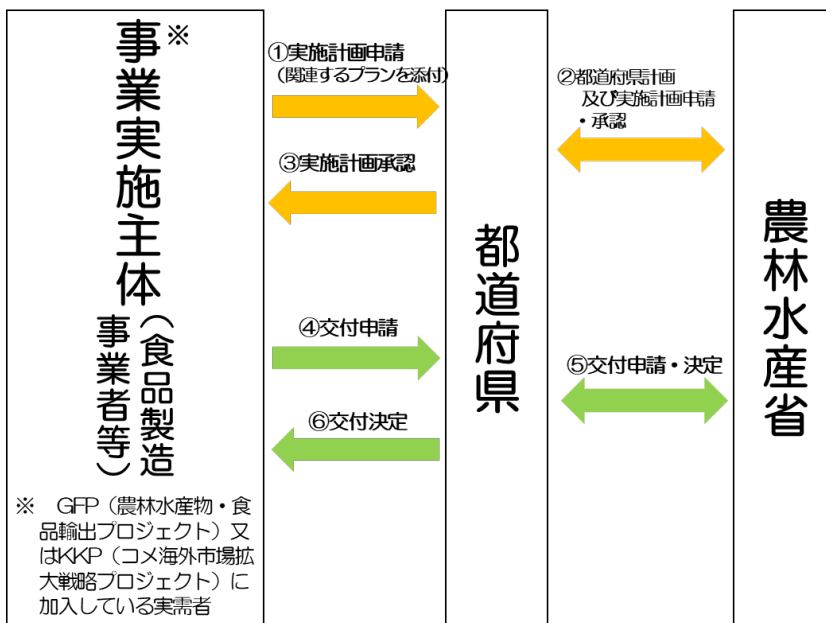 事業実施主体※
（食品製造
事業者等）
※　GFP（農林水産物・食
品輸出プロジェクト）又
はKKP（コメ海外市場拡
大戦略プロジェクト）に
加入している実需者
①実施計画申請
（関連するプランを添付）
③実施計画承認
④交付申請
⑥交付決定
都道府県
②都道府県計画
及び実施計画申請
・承認
⑤交付申請・決定
農林水産省